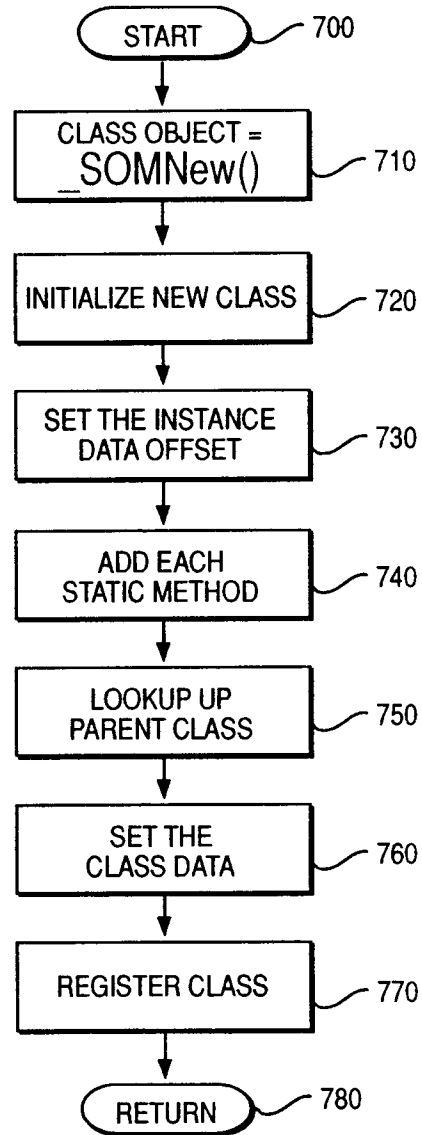 START
700
CLASS OBJECT =
_SOMNew()
710
INITIALIZE NEW CLASS
720
SET THE INSTANCE
DATA OFFSET
730
ADD EACH
STATIC METHOD
740
LOOKUP UP
PARENT CLASS
750
SET THE
CLASS DATA
760
REGISTER CLASS
770
RETURN
780